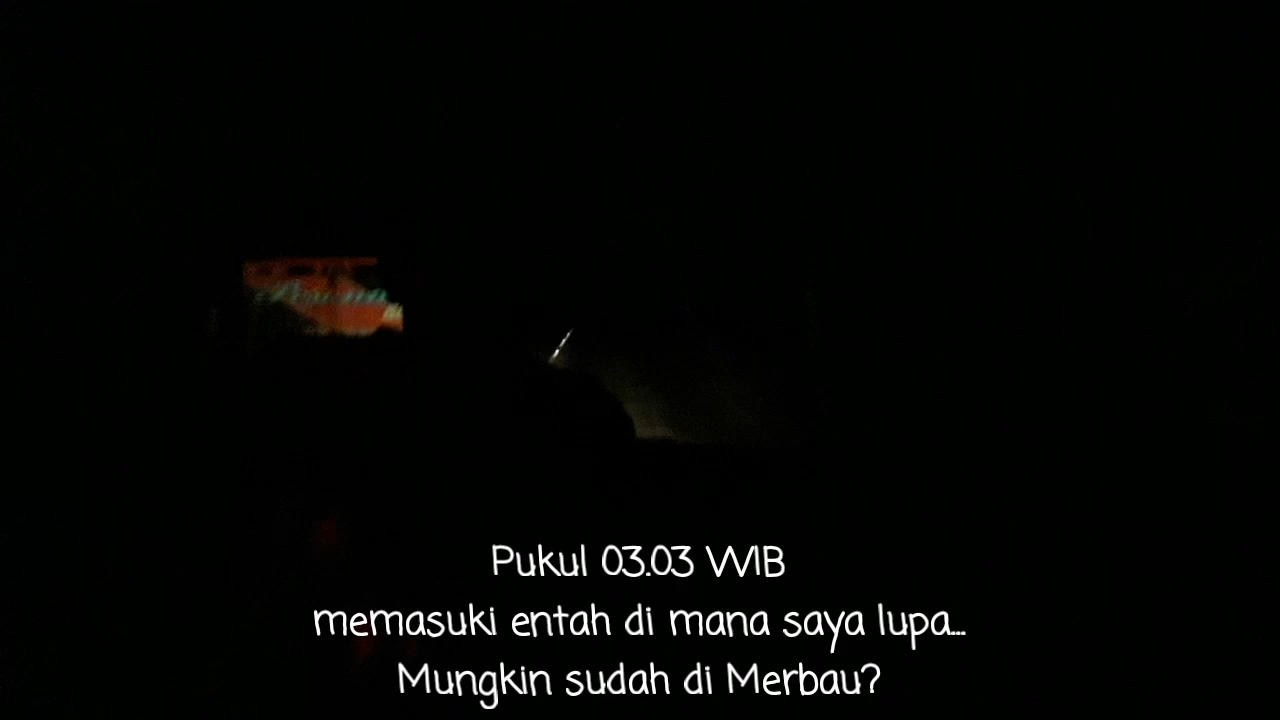 Pukul 03.03 WIB
memasuki entah di mana saya lupa...
Mungkin sudah di Merbau?